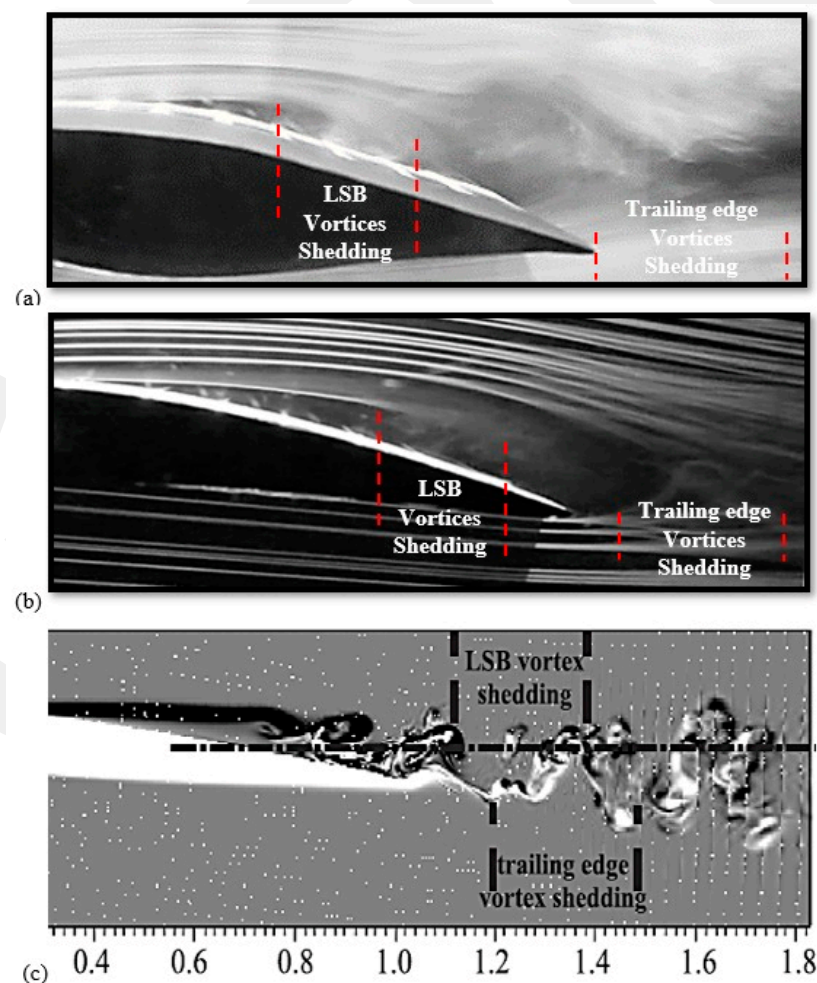 LSB
Vortices
Shedding
Trailing edge
Vortices
Shedding
(a)
LSB
Vortices
Shedding
Trailing edge
Vortices
Shedding
(b)
LSB vortex
shedding
trailing edge
vortex shedding
(c)
0.4 0.6 0.8 1.0 1.2 1.4 1.6 1.8